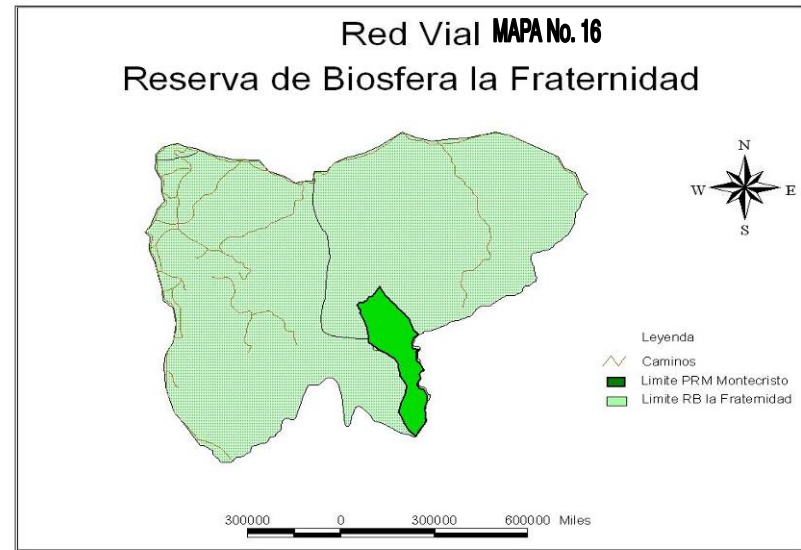 Red Vial MAPA No. 16
Reserva de Biosfera la Fraternidad
N
W E
S
Leyenda
Caminos
Limite PRM Montecristo
Limite RB la Fraternidad
300000 0 300000 600000 Miles